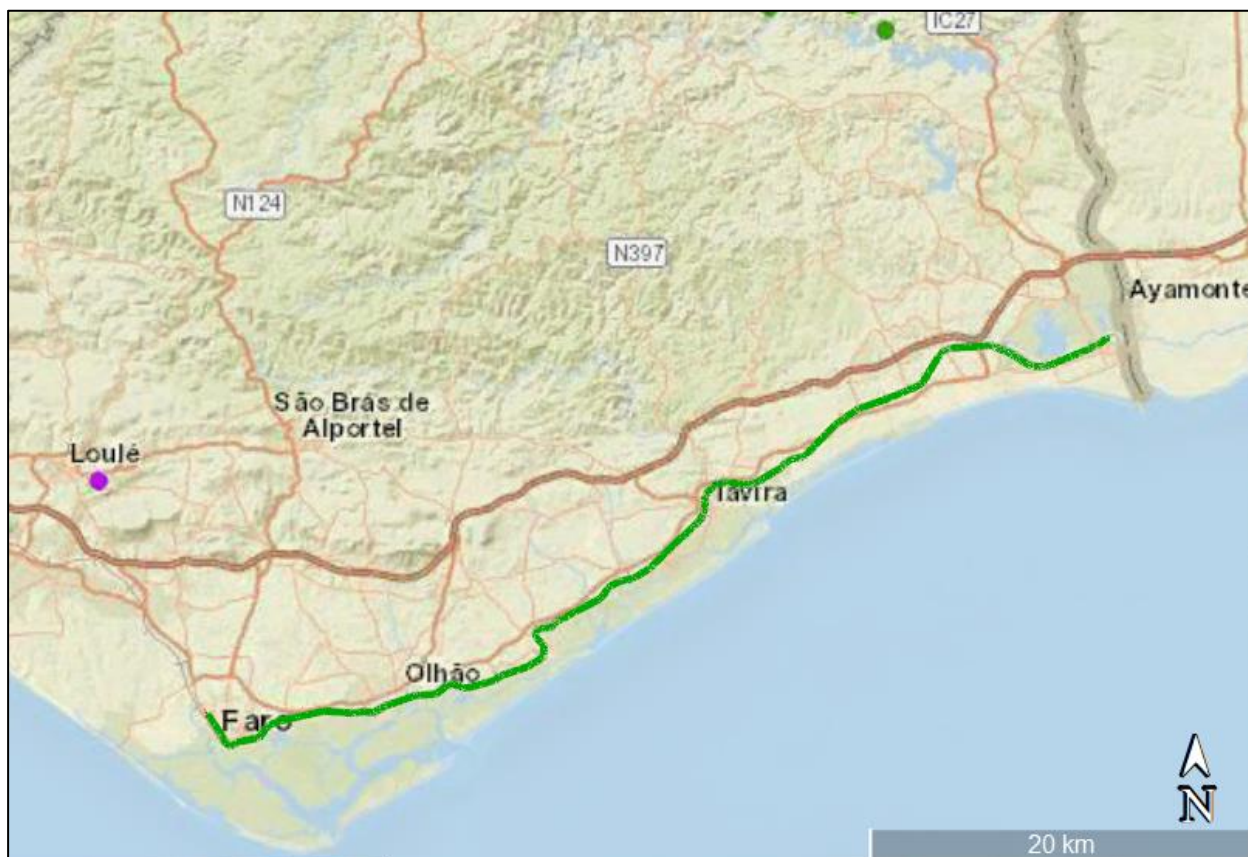 IC27
N124
N397
Ayamonte
São Brás de
Alportel
Loulé
Tavira
Olhão
Faro
N
20 km